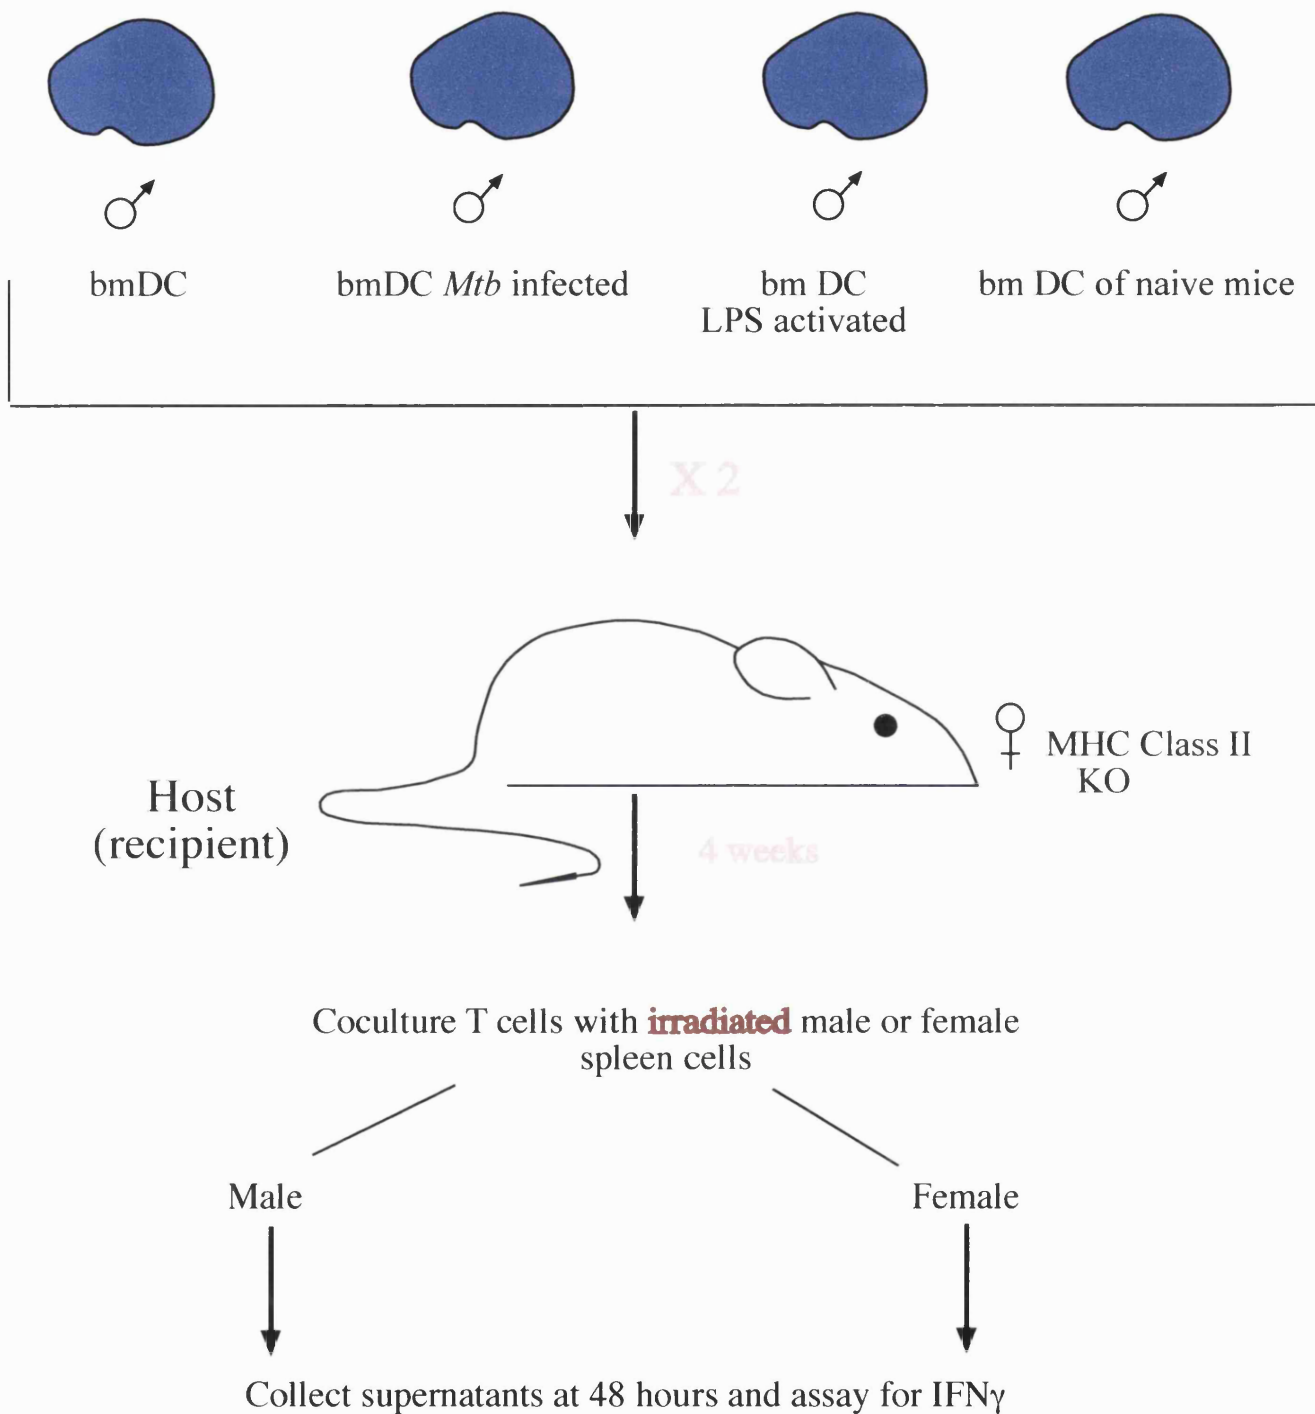 bmDC
bmDC Mtb infected
bm DC
LPS activated
bm DC of naive mice
X 2
MHC Class II
KO
Host
(recipient)
4 weeks
Coculture T cells with irradiated male or female
spleen cells
Male
Female
Collect supernatants at 48 hours and assay for IFNγ